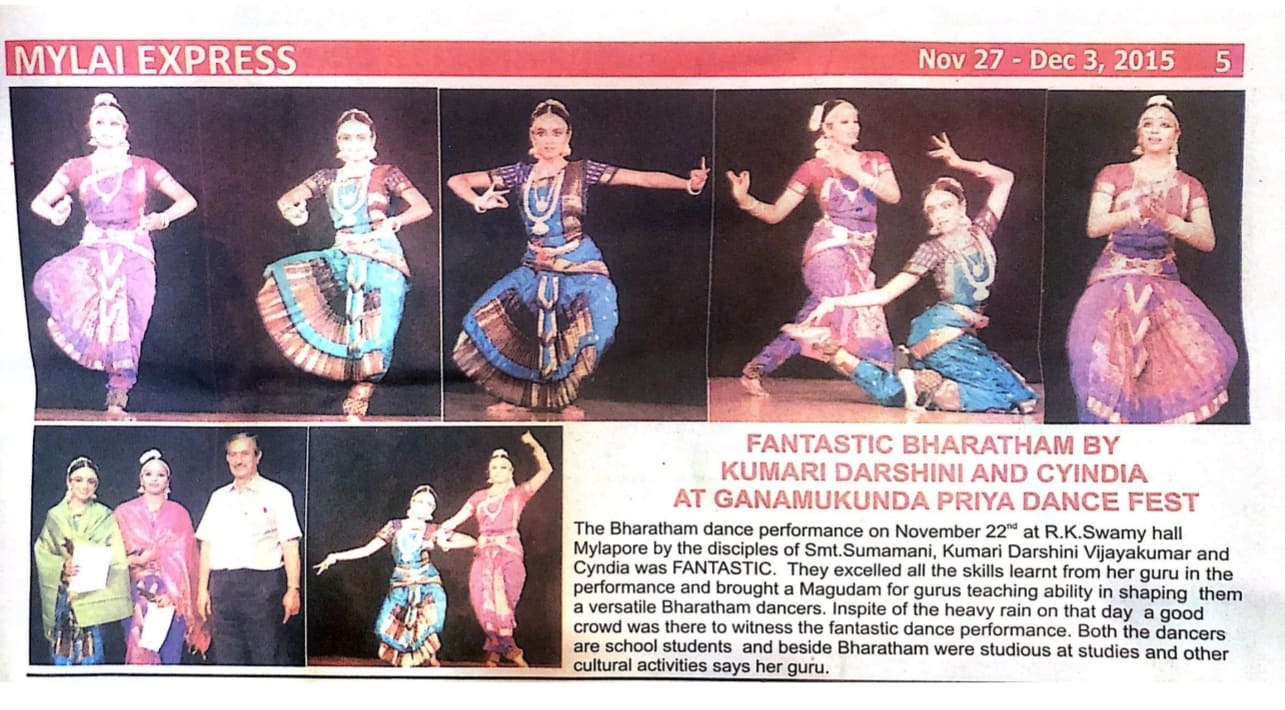 MYLAI EXPRESS
Nov 27 - Dec 3, 2015 5
FANTASTIC BHARATHAM BY
KUMARI DARSHINI AND CYINDIA
AT GANAMUKUNDA PRIYA DANCE FEST
The Bharatham dance performance on November 22nd at R.K.Swamy hall
Mylapore by the disciples of Smt.Sumamani, Kumari Darshini Vijayakumar and
Cyndia was FANTASTIC. They excelled all the skills learnt from her guru in the
performance and brought a Magudam for gurus teaching ability in shaping them
a versatile Bharatham dancers. Inspite of the heavy rain on that day a good
crowd was there to witness the fantastic dance performance. Both the dancers
are school students and beside Bharatham were studious at studies and other
cultural activities says her guru.